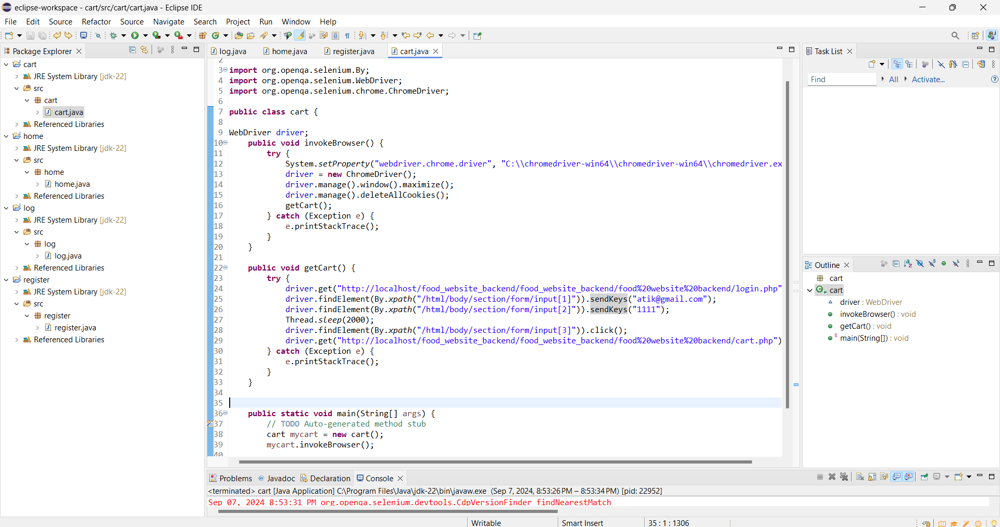 eclipse-workspace - cart/src/cart/cart.java - Eclipse IDE
File Edit Source Refactor Source Navigate Search Project Run Window Help
Package Explorer
cart
JRE System Library [jdk-22]
src
cart
cart.java
Referenced Libraries
home
JRE System Library [jdk-22]
src
home
home.java
Referenced Libraries
log
JRE System Library [jdk-22]
src
log
log.java
Referenced Libraries
register
JRE System Library [jdk-22]
src
register
register.java
Referenced Libraries
log.java home.java register.java cart.java
2
3 import org.openqa.selenium.By;
4 import org.openqa.selenium.WebDriver;
5 import org.openqa.selenium.chrome.ChromeDriver;
6
7 public class cart {
8
9 WebDriver driver;
10 public void invokeBrowser() {
11 try {
12 System.setProperty("webdriver.chrome.driver", "C:\\chromedriver-win64\\chromedriver-win64\\chromedriver.ex
13 driver = new ChromeDriver();
14 driver.manage().window().maximize();
15 driver.manage().deleteAllCookies();
16 getCart();
17 } catch (Exception e) {
18 e.printStackTrace();
19 }
20 }
21
22 public void getCart() {
23 try {
24 driver.get("http://localhost/food_website_backend/food_website_backend/food%20website%20backend/login.php"
25 driver.findElement(By.xpath("/html/body/section/form/input[1]")).sendKeys("atik@gmail.com");
26 driver.findElement(By.xpath("/html/body/section/form/input[2]")).sendKeys("1111");
27 Thread.sleep(2000);
28 driver.findElement(By.xpath("/html/body/section/form/input[3]")).click();
29 driver.get("http://localhost/food_website_backend/food_website_backend/food%20website%20backend/cart.php")
30 } catch (Exception e) {
31 e.printStackTrace();
32 }
33 }
34
35
36 public static void main(String[] args) {
37 // TODO Auto-generated method stub
38 cart mycart = new cart();
39 mycart.invokeBrowser();
40
Task List
Find All Activate...
Outline
cart
cart
driver : WebDriver
invokeBrowser() : void
getCart() : void
main(String[]) : void
Problems Javadoc Declaration Console
<terminated> cart [Java Application] C:\Program Files\Java\jdk-22\bin\javaw.exe (Sep 7, 2024, 8:53:26 PM – 8:53:34 PM) [pid: 22952]
Sep 07, 2024 8:53:31 PM org.openqa.selenium.devtools.CdpVersionFinder findNearestMatch
Writable Smart Insert 35 : 1 : 1306